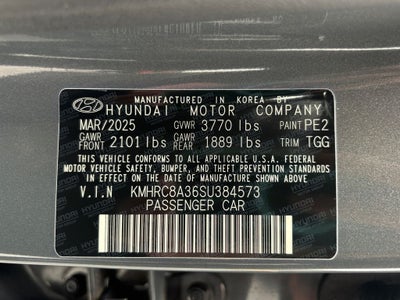 MANUFACTURED IN KOREA BY
HYUNDAI MOTOR COMPANY
MAR/2025 GVWR 3770 lbs PAINT PE2
GAWR FRONT 2101 lbs GAWR REAR 1889 lbs TRIM TGG
THIS VEHICLE CONFORMS TO ALL APPLICABLE U.S.A. FEDERAL
MOTOR VEHICLE SAFETY, BUMPER, AND THEFT PREVENTION STANDARDS
IN EFFECT ON THE DATE OF MANUFACTURE SHOWN ABOVE.
V.I.N KMHRC8A36SU384573
PASSENGER CAR